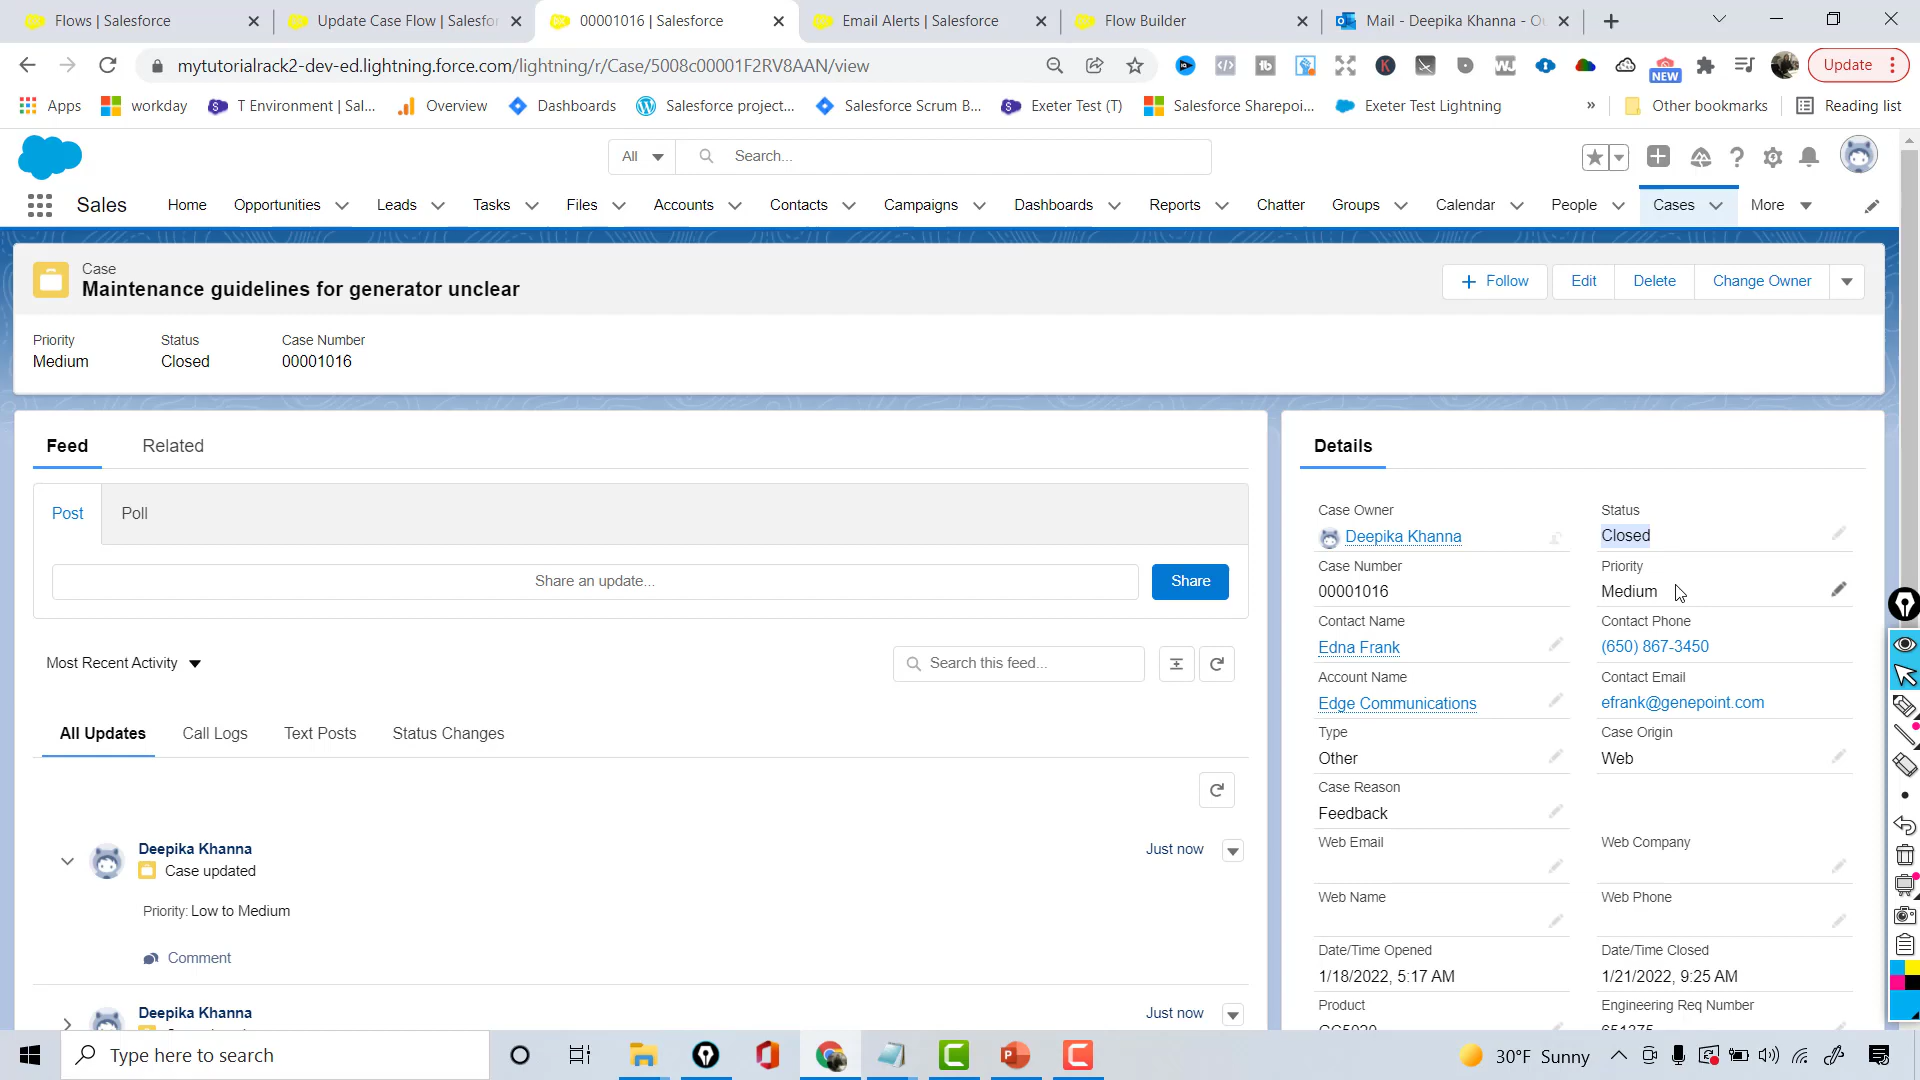 Flows | Salesforce
Update Case Flow | Salesfor
00001016 | Salesforce
Email Alerts | Salesforce
Flow Builder
Mail - Deepika Khanna - Ou
mytutorialrack2-dev-ed.lightning.force.com/lightning/r/Case/5008c00001F2RV8AAN/view
NEW
Update
Apps
workday
T Environment | Sal...
Overview
Dashboards
Salesforce project...
Salesforce Scrum B...
Exeter Test (T)
Salesforce Sharepoi...
Exeter Test Lightning
»
Other bookmarks
Reading list
All
Search...
Sales
Home
Opportunities
Leads
Tasks
Files
Accounts
Contacts
Campaigns
Dashboards
Reports
Chatter
Groups
Calendar
People
Cases
More
Case
Maintenance guidelines for generator unclear
+ Follow
Edit
Delete
Change Owner
Priority
Status
Case Number
Medium
Closed
00001016
Feed
Related
Post
Poll
Share an update...
Share
Most Recent Activity
Search this feed...
All Updates
Call Logs
Text Posts
Status Changes
Deepika Khanna
Just now
Case updated
Priority: Low to Medium
Comment
Deepika Khanna
Just now
Details
Case Owner
Status
Deepika Khanna
Closed
Case Number
Priority
00001016
Medium
Contact Name
Contact Phone
Edna Frank
(650) 867-3450
Account Name
Contact Email
Edge Communications
efrank@genepoint.com
Type
Case Origin
Other
Web
Case Reason
Feedback
Web Email
Web Company
Web Name
Web Phone
Date/Time Opened
Date/Time Closed
1/18/2022, 5:17 AM
1/21/2022, 9:25 AM
Product
Engineering Req Number
Type here to search
30°F Sunny